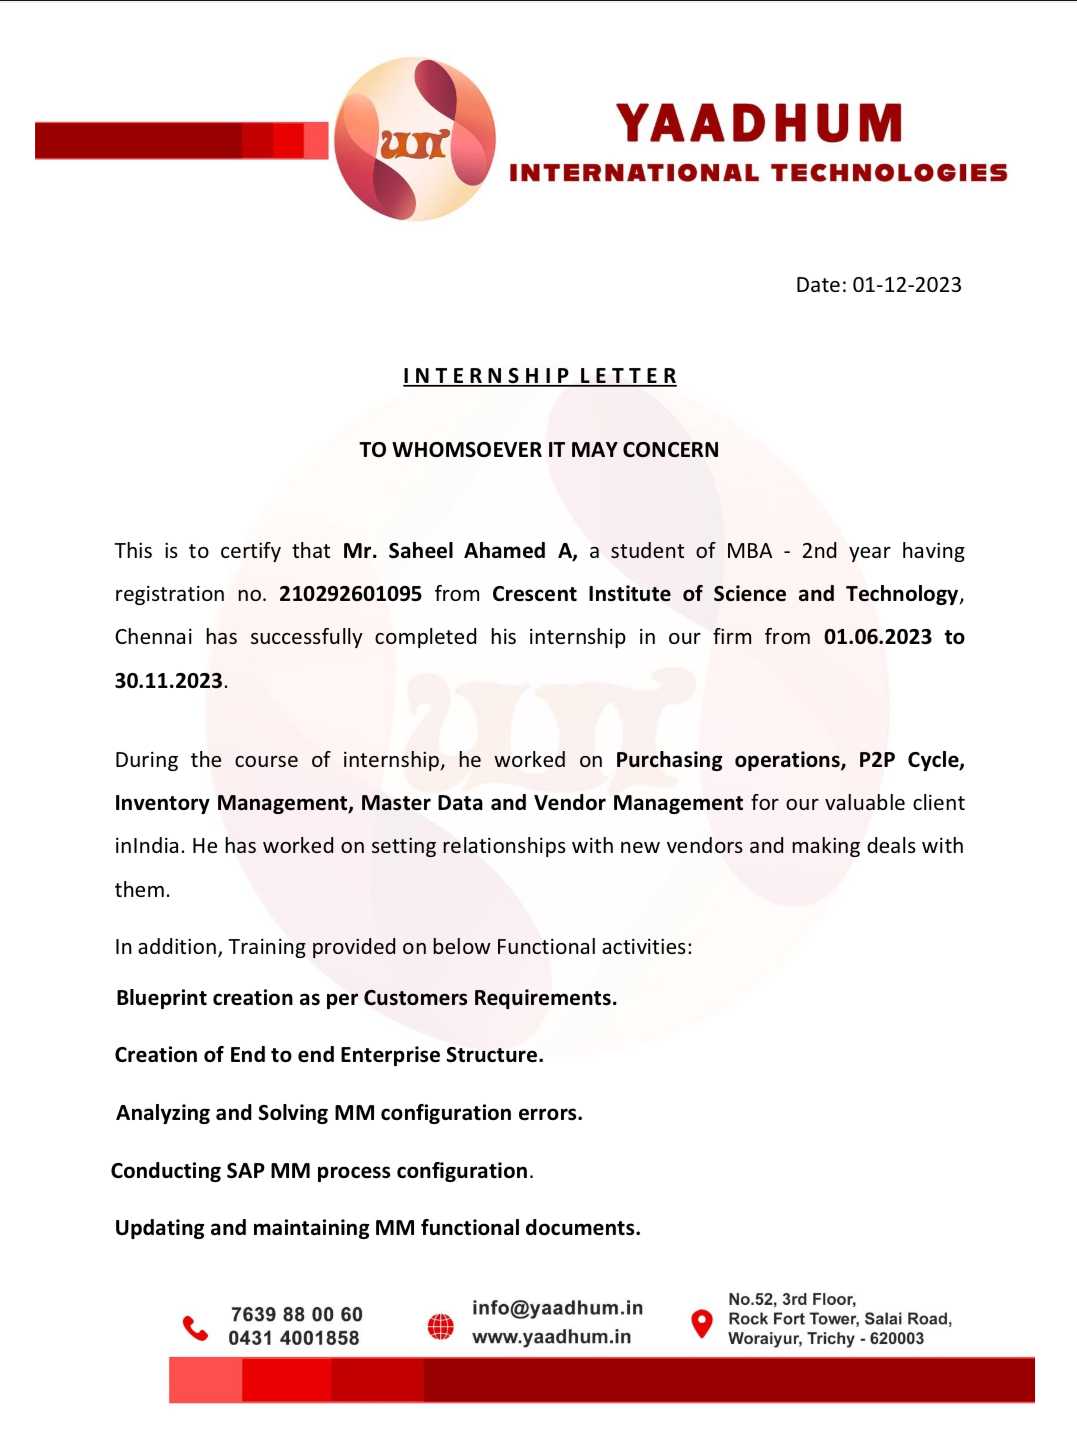 YAADHUM
INTERNATIONAL TECHNOLOGIES
Date: 01-12-2023
INTERNSHIP LETTER
TO WHOMSOEVER IT MAY CONCERN
This is to certify that Mr. Saheel Ahamed A, a student of MBA - 2nd year having
registration no. 210292601095 from Crescent Institute of Science and Technology,
Chennai has successfully completed his internship in our firm from 01.06.2023 to
30.11.2023.
During the course of internship, he worked on Purchasing operations, P2P Cycle,
Inventory Management, Master Data and Vendor Management for our valuable client
inIndia. He has worked on setting relationships with new vendors and making deals with
them.
In addition, Training provided on below Functional activities:
Blueprint creation as per Customers Requirements.
Creation of End to end Enterprise Structure.
Analyzing and Solving MM configuration errors.
Conducting SAP MM process configuration.
Updating and maintaining MM functional documents.
7639 88 00 60
0431 4001858
info@yaadhum.in
www.yaadhum.in
No.52, 3rd Floor,
Rock Fort Tower, Salai Road,
Woraiyur, Trichy - 620003